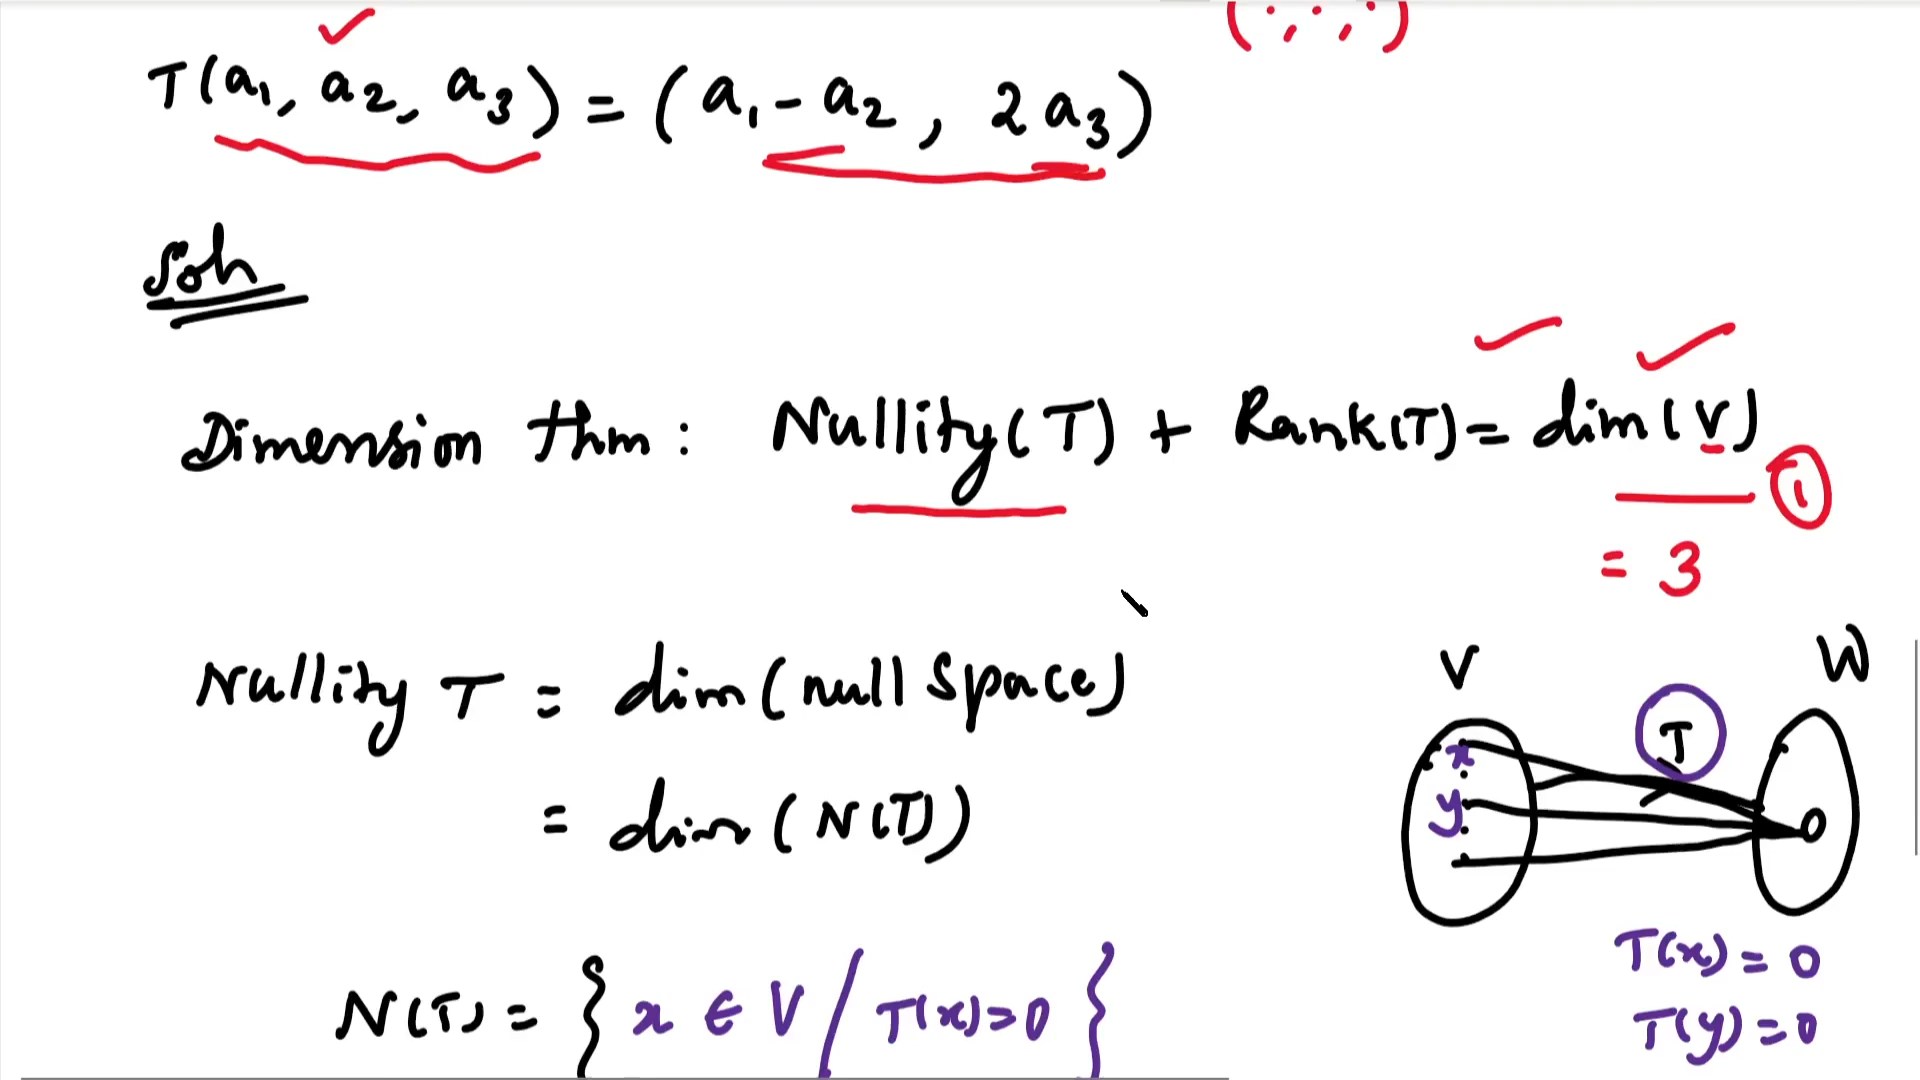 ( ; ; )
T(a1, a2, a3) = (a1 - a2, 2a3)
Soln
Dimension thm: Nullity(T) + Rank(T) = dim(V)
①
= 3
Nullity T = dim(null space)
= dim(N(T))
N(T) = { x ∈ V / T(x)=0 }
V W
T
x
y
0
T(x) = 0
T(y) = 0